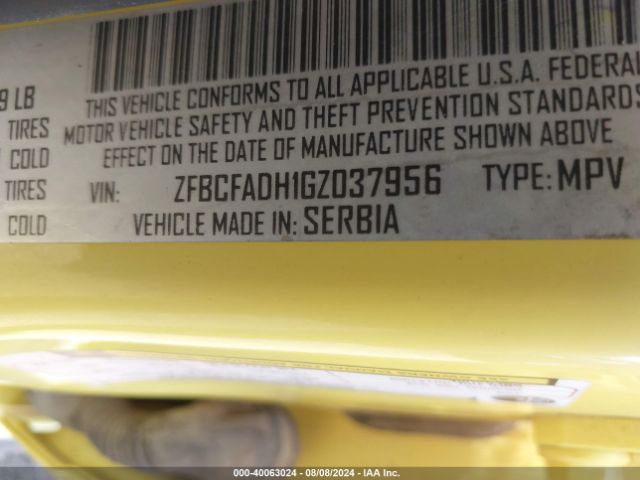 9 LB
THIS VEHICLE CONFORMS TO ALL APPLICABLE U.S.A. FEDERAL
TIRES MOTOR VEHICLE SAFETY AND THEFT PREVENTION STANDARDS
COLD EFFECT ON THE DATE OF MANUFACTURE SHOWN ABOVE
TIRES VIN: ZFBCFADH1GZ037956 TYPE: MPV
COLD VEHICLE MADE IN: SERBIA
000-40063024 - 08/08/2024 - IAA Inc.